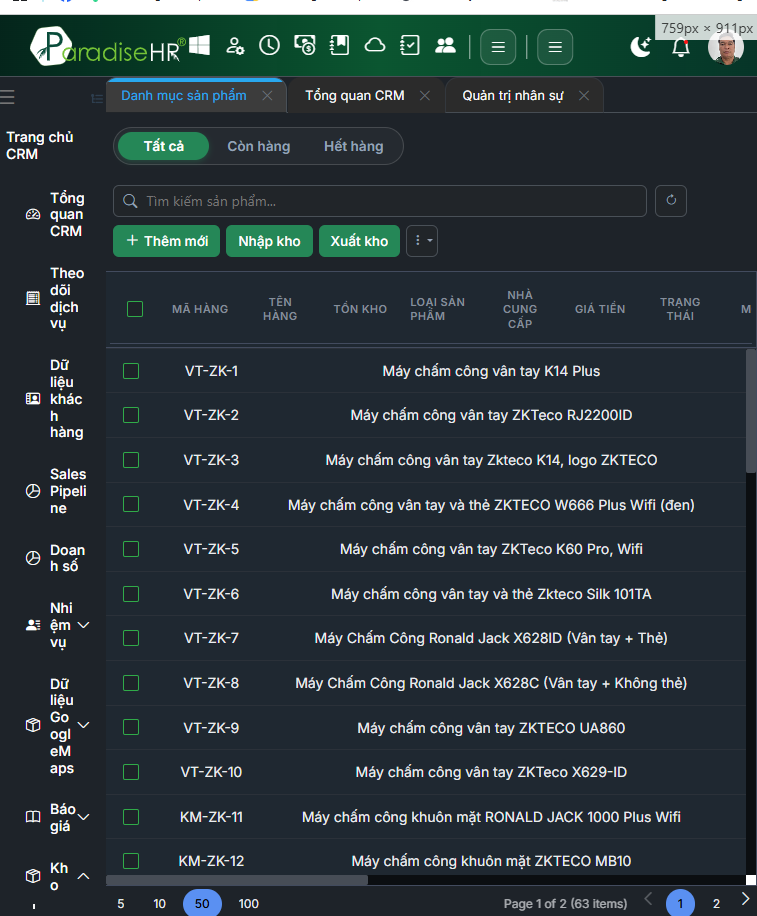 759px × 911px
ParadiseHR®
Danh mục sản phẩm
Tổng quan CRM
Quản trị nhân sự
Trang chủ
CRM
Tổng
quan
CRM
Theo
dõi
dịch
vụ
Dữ
liệu
khác
h
hàng
Sales
Pipeli
ne
Doan
h số
Nhi
ệm
vụ
Dữ
liệu
Go
ogl
eM
aps
Báo
giá
Kh
o
Tất cả
Còn hàng
Hết hàng
Tìm kiếm sản phẩm...
+ Thêm mới
Nhập kho
Xuất kho
MÃ HÀNG
TÊN
HÀNG
TỒN KHO
LOẠI SẢN
PHẨM
NHÀ
CUNG
CẤP
GIÁ TIỀN
TRẠNG
THÁI
M
VT-ZK-1 Máy chấm công vân tay K14 Plus
VT-ZK-2 Máy chấm công vân tay ZKTeco RJ2200ID
VT-ZK-3 Máy chấm công vân tay Zkteco K14, logo ZKTECO
VT-ZK-4 Máy chấm công vân tay và thẻ ZKTECO W666 Plus Wifi (đen)
VT-ZK-5 Máy chấm công vân tay ZKTeco K60 Pro, Wifi
VT-ZK-6 Máy chấm công vân tay và thẻ Zkteco Silk 101TA
VT-ZK-7 Máy Chấm Công Ronald Jack X628ID (Vân tay + Thẻ)
VT-ZK-8 Máy Chấm Công Ronald Jack X628C (Vân tay + Không thẻ)
VT-ZK-9 Máy chấm công vân tay ZKTECO UA860
VT-ZK-10 Máy chấm công vân tay ZKTeco X629-ID
KM-ZK-11 Máy chấm công khuôn mặt RONALD JACK 1000 Plus Wifi
KM-ZK-12 Máy chấm công khuôn mặt ZKTECO MB10
5 10 50 100
Page 1 of 2 (63 items)
1 2